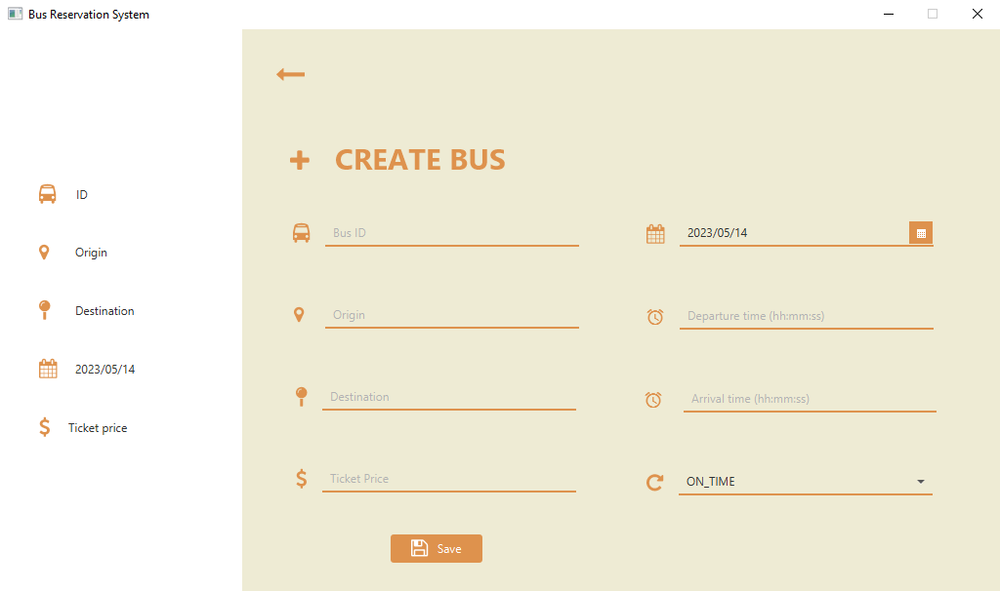 Bus Reservation System
ID
Origin
Destination
2023/05/14
Ticket price
CREATE BUS
Bus ID
2023/05/14
Origin
Departure time (hh:mm:ss)
Destination
Arrival time (hh:mm:ss)
Ticket Price
ON_TIME
Save